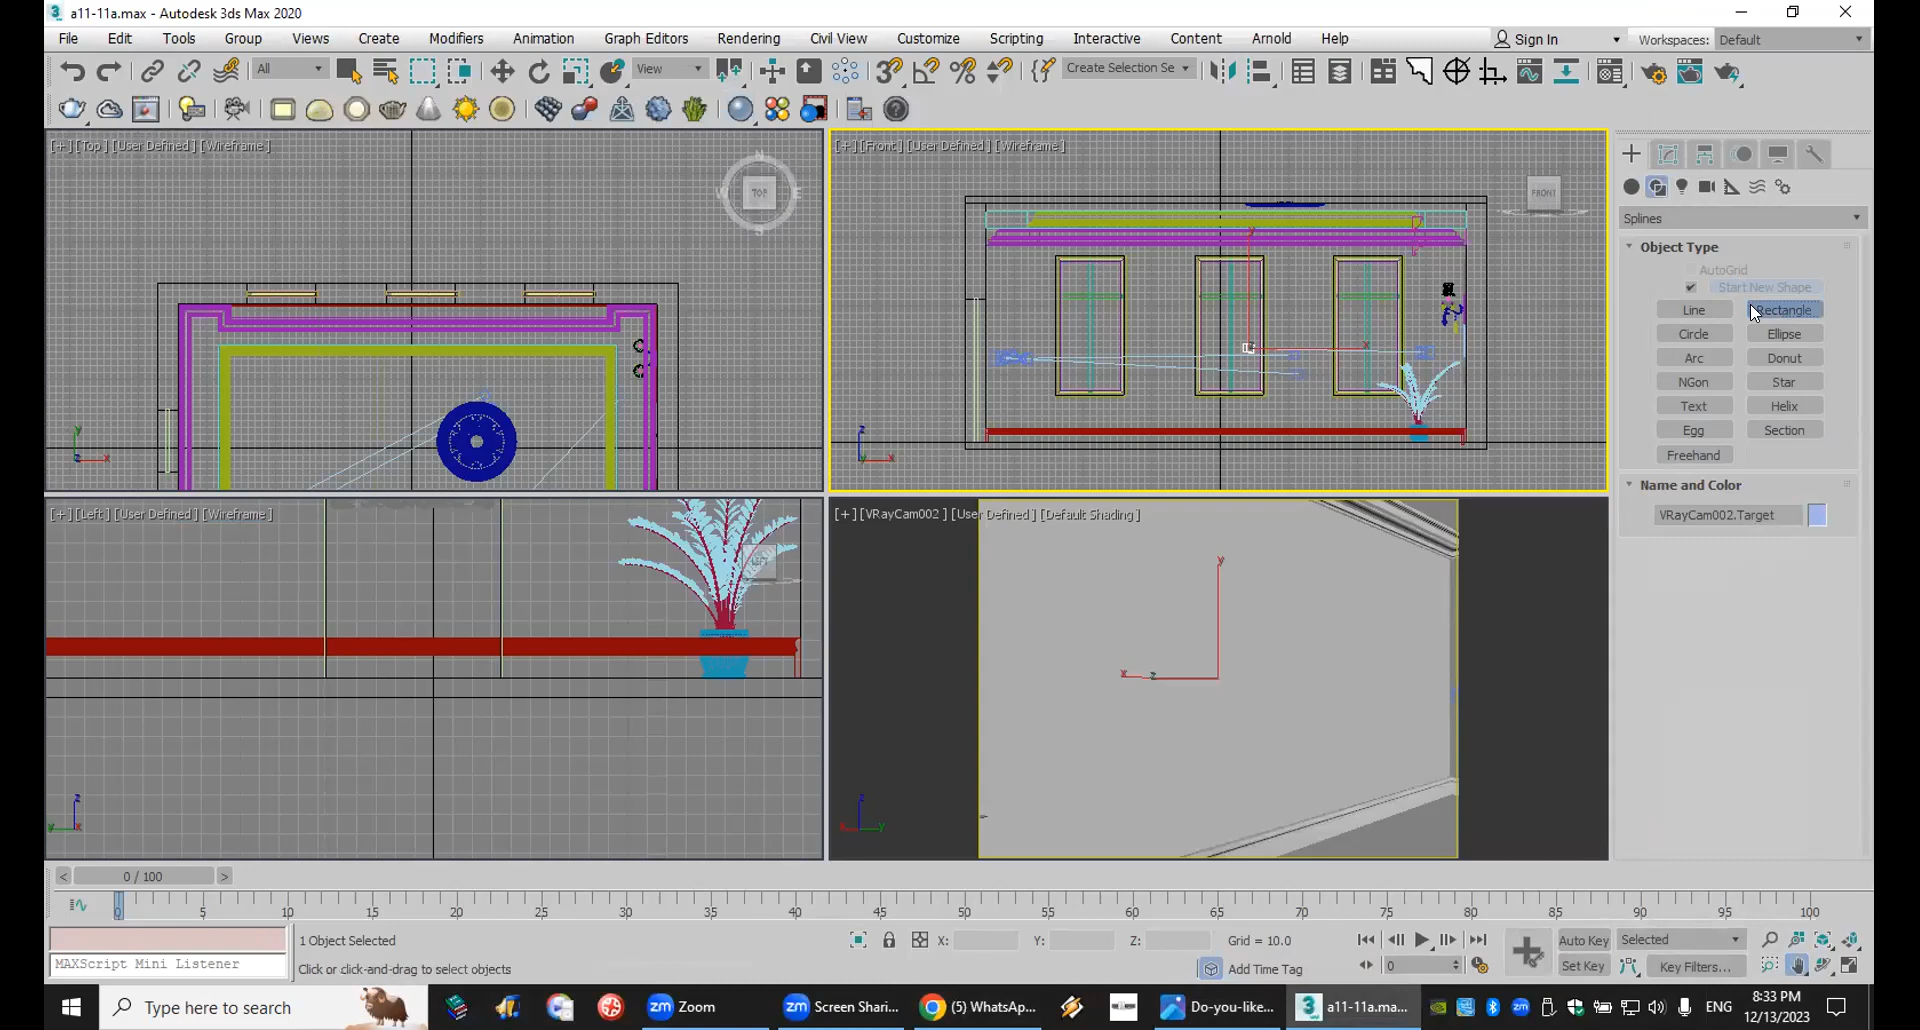 a11-11a.max - Autodesk 3ds Max 2020
File Edit Tools Group Views Create Modifiers Animation Graph Editors Rendering Civil View Customize Scripting Interactive Content Arnold Help Sign In Workspaces: Default
All View Create Selection Se
[+] [Top] [User Defined] [Wireframe]
N
W TOP E
S
[+] [Front] [User Defined] [Wireframe]
FRONT
y
x
[+] [Left] [User Defined] [Wireframe]
[+] [VRayCam002] [User Defined] [Default Shading]
Splines
Object Type
AutoGrid
Start New Shape
Line Rectangle
Circle Ellipse
Arc Donut
NGon Star
Text Helix
Egg Section
Freehand
Name and Color
VRayCam002.Target
< 0 / 100 >
0 5 10 15 20 25 30 35 40 45 50 55 60 65 70 75 80 85 90 95 100
1 Object Selected X: Y: Z: Grid = 10.0 Auto Key Selected
MAXScript Mini Listener Click or click-and-drag to select objects Add Time Tag 0 Set Key Key Filters...
Type here to search zm Zoom zm Screen Shari... (5) WhatsAp... Do-you-like... a11-11a.ma... ENG 8:33 PM
12/13/2023